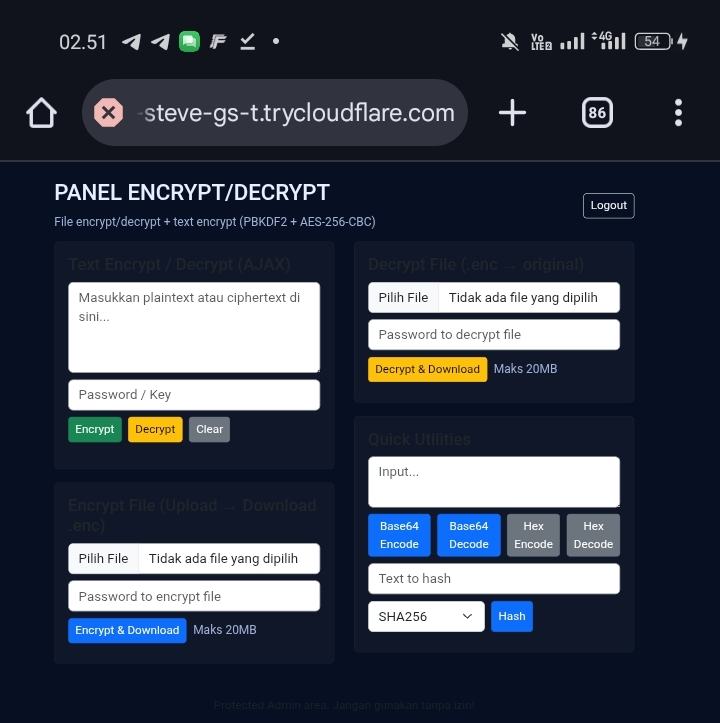 02.51
Vo
LTE2
4G
54
-steve-gs-t.trycloudflare.com
86
PANEL ENCRYPT/DECRYPT
File encrypt/decrypt + text encrypt (PBKDF2 + AES-256-CBC)
Logout
Text Encrypt / Decrypt (AJAX)
Masukkan plaintext atau ciphertext di
sini...
Password / Key
Encrypt
Decrypt
Clear
Encrypt File (Upload → Download
.enc)
Pilih File
Tidak ada file yang dipilih
Password to encrypt file
Encrypt & Download
Maks 20MB
Decrypt File (.enc → original)
Pilih File
Tidak ada file yang dipilih
Password to decrypt file
Decrypt & Download
Maks 20MB
Quick Utilities
Input...
Base64
Encode
Base64
Decode
Hex
Encode
Hex
Decode
Text to hash
SHA256
Hash
Protected Admin area. Jangan gunakan tanpa izin!